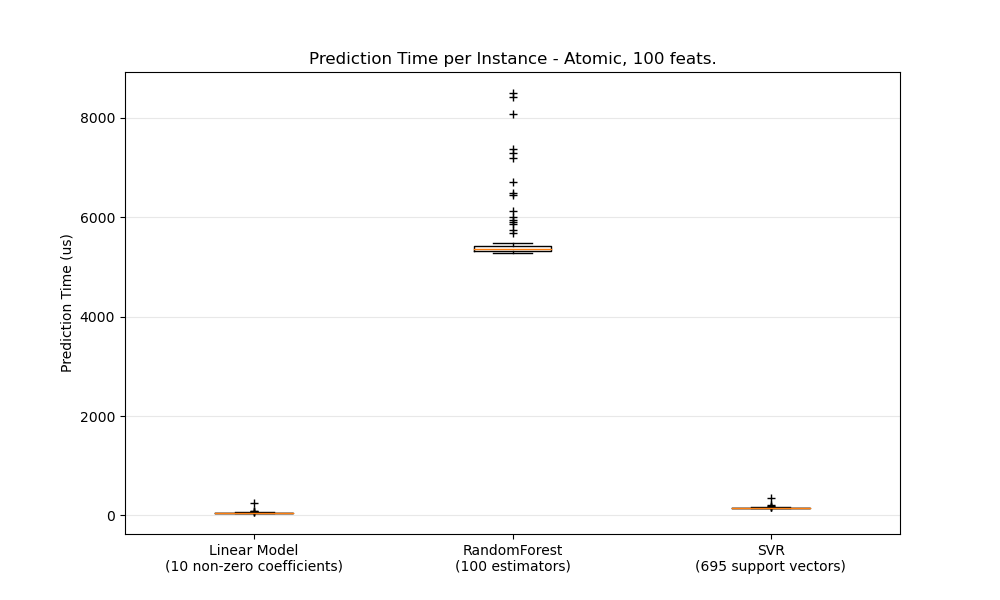 Prediction Time per Instance - Atomic, 100 feats.
Prediction Time (us)
8000
6000
4000
2000
0
Linear Model
(10 non-zero coefficients)
RandomForest
(100 estimators)
SVR
(695 support vectors)